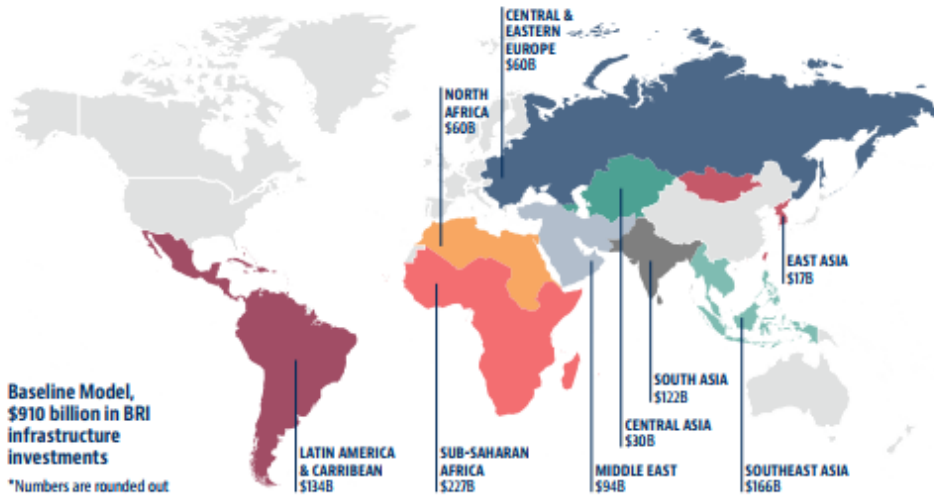 CENTRAL &
EASTERN
EUROPE
$60B
NORTH
AFRICA
$60B
EAST ASIA
$17B
SOUTH ASIA
$122B
CENTRAL ASIA
$30B
LATIN AMERICA
& CARRIBEAN
$134B
SUB-SAHARAN
AFRICA
$227B
MIDDLE EAST
$94B
SOUTHEAST ASIA
$166B
Baseline Model,
$910 billion in BRI
infrastructure
investments
*Numbers are rounded out